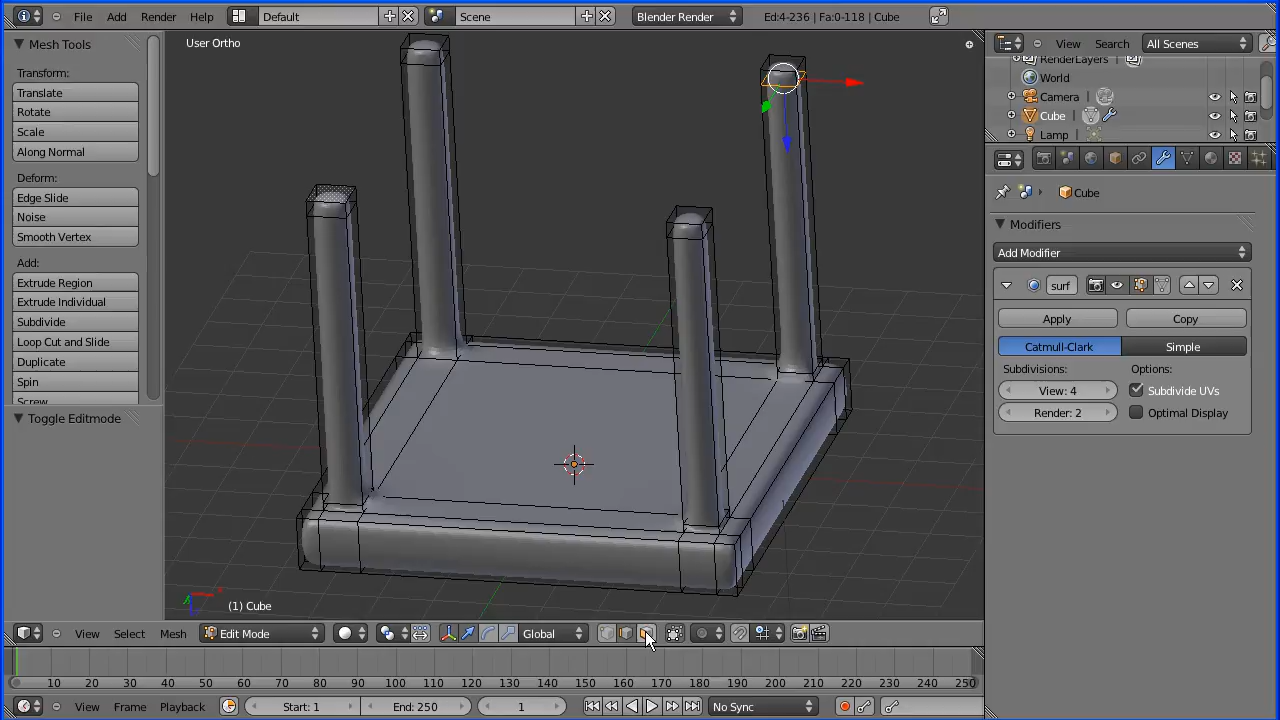 File Add Render Help Default Scene Blender Render Ed:4-236 | Fa:0-118 | Cube
Mesh Tools
Transform:
Translate
Rotate
Scale
Along Normal
Deform:
Edge Slide
Noise
Smooth Vertex
Add:
Extrude Region
Extrude Individual
Subdivide
Loop Cut and Slide
Duplicate
Spin
Screw
Toggle Editmode
User Ortho
(1) Cube
View Search All Scenes
RenderLayers
World
Camera
Cube
Lamp
Cube
Modifiers
Add Modifier
surf
Apply Copy
Catmull-Clark Simple
Subdivisions: Options:
View: 4 Subdivide UVs
Render: 2 Optimal Display
View Select Mesh Edit Mode Global
10 20 30 40 50 60 70 80 90 100 110 120 130 140 150 160 170 180 190 200 210 220 230 240 250
View Frame Playback Start: 1 End: 250 1 No Sync